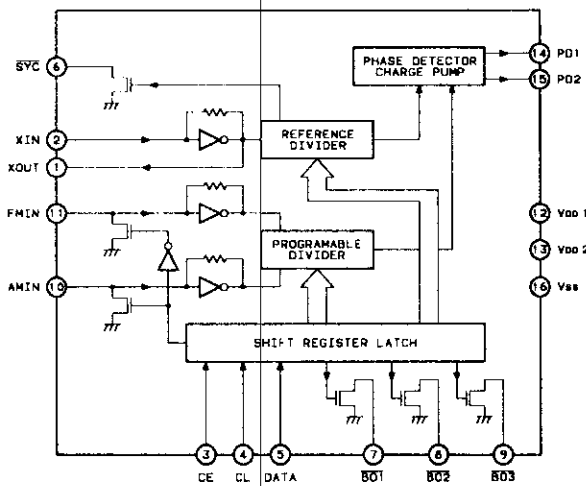 14 PD1
PHASE DETECTOR
CHARGE PUMP
15 PD2
SYC 6
XIN 2
REFERENCE
DIVIDER
XOUT 1
FMIN 11
12 VDD 1
PROGRAMABLE
DIVIDER
13 VDD 2
AMIN 10
16 Vss
SHIFT REGISTER LATCH
3 4 5 7 8 9
CE CL DATA BO1 BO2 BO3